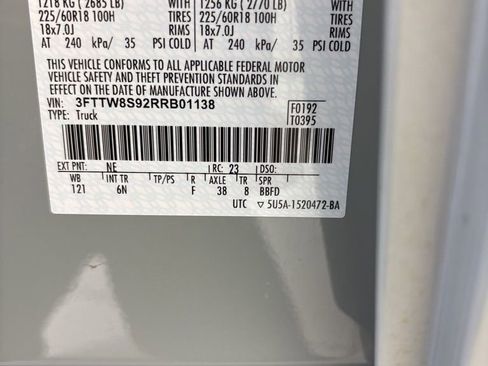 1218 KG ( 2685 LB) WITH 1256 KG ( 2770 LB) WITH
225/60R18 100H TIRES 225/60R18 100H TIRES
18x7.0J RIMS 18x7.0J RIMS
AT 240 kPa/ 35 PSI COLD AT 240 kPa/ 35 PSI COLD
THIS VEHICLE CONFORMS TO ALL APPLICABLE FEDERAL MOTOR
VEHICLE SAFETY AND THEFT PREVENTION STANDARDS IN
EFFECT ON THE DATE OF MANUFACTURE SHOWN ABOVE.
VIN: 3FTTW8S92RRB01138 F0192
TYPE: Truck T0395
EXT PNT: NE RC: 23 DSO:
WB INT TR TP/PS R AXLE TR SPR
121 6N F 38 8 BBFD
UTC ▽ 5U5A-1520472-BA